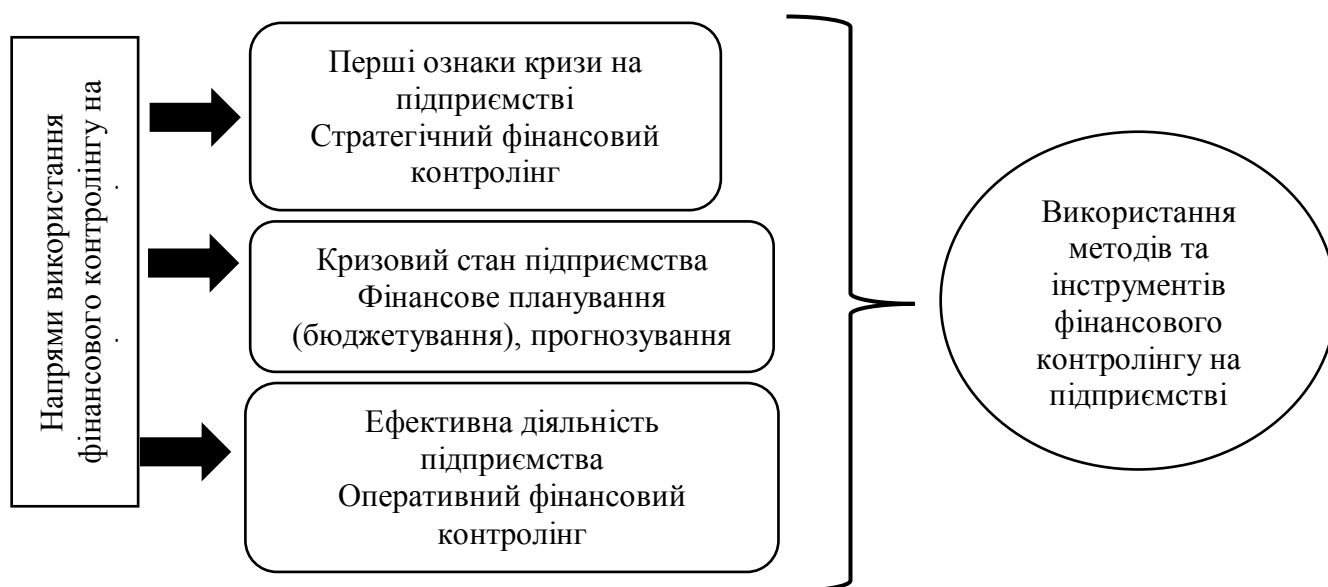 Напрями використання
фінансового контролінгу на
Перші ознаки кризи на
підприємстві
Стратегічний фінансовий
контролінг
Кризовий стан підприємства
Фінансове планування
(бюджетування), прогнозування
Ефективна діяльність
підприємства
Оперативний фінансовий
контролінг
Використання
методів та
інструментів
фінансового
контролінгу на
підприємстві